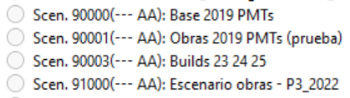 Scen. 90000(--- AA): Base 2019 PMTs
Scen. 90001(--- AA): Obras 2019 PMTs (prueba)
Scen. 90003(--- AA): Builds 23 24 25
Scen. 91000(--- AA): Escenario obras - P3_2022